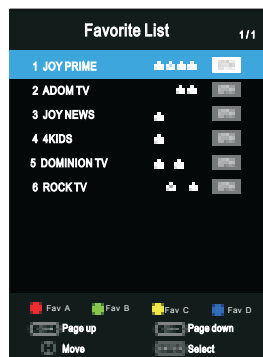 Favorite List
1/1
1 JOY PRIME
2 ADOM TV
3 JOY NEWS
4 4KIDS
5 DOMINION TV
6 ROCK TV
Fav A Fav B Fav C Fav D
Page up Page down
Move Select